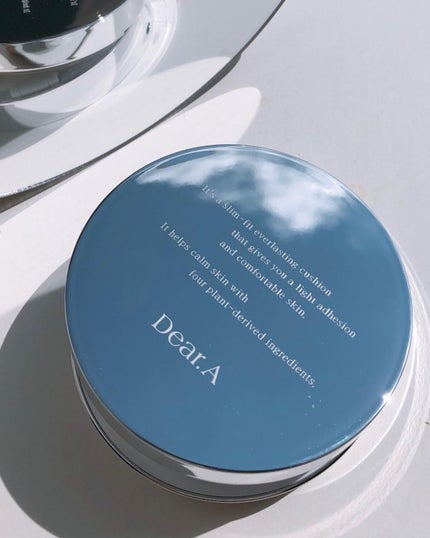 It's a slim-fit everlasting cushion
that gives you a light adhesion
and comfortable skin.
It helps calm skin with
four plant-derived ingredients.
Dear.A